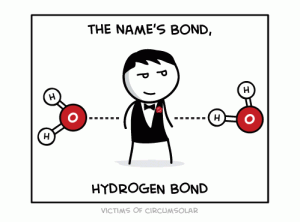 THE NAME'S BOND,
H
H
O
H
H
O
HYDROGEN BOND
VICTIMS OF CIRCUMSOLAR